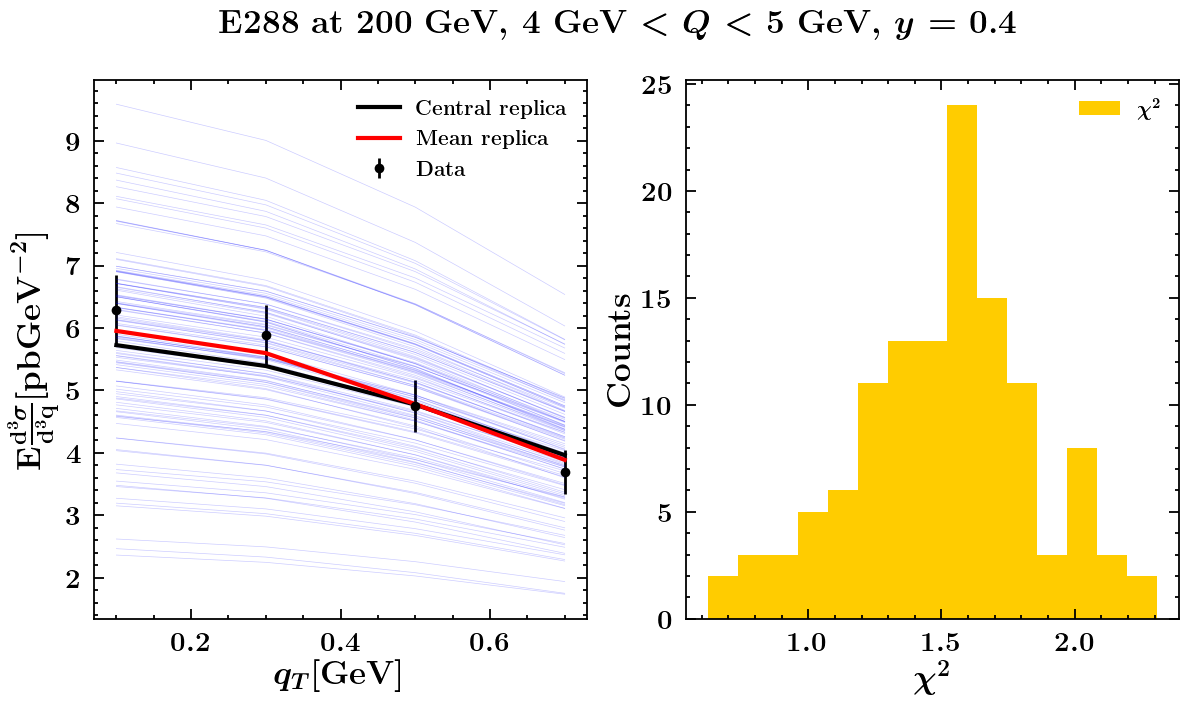 E288 at 200 GeV, 4 GeV < Q < 5 GeV, y = 0.4
Central replica
Mean replica
Data
9
8
7
6
5
4
3
2
E d³σ/d³q [pbGeV⁻²]
0.2 0.4 0.6
q_T[GeV]
χ²
25
20
15
10
5
0
Counts
1.0 1.5 2.0
χ²